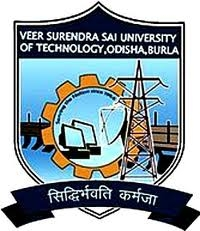 VEER SURENDRA SAI UNIVERSITY
OF TECHNOLOGY, ODISHA, BURLA
सिद्धिर्भवति कर्मजा